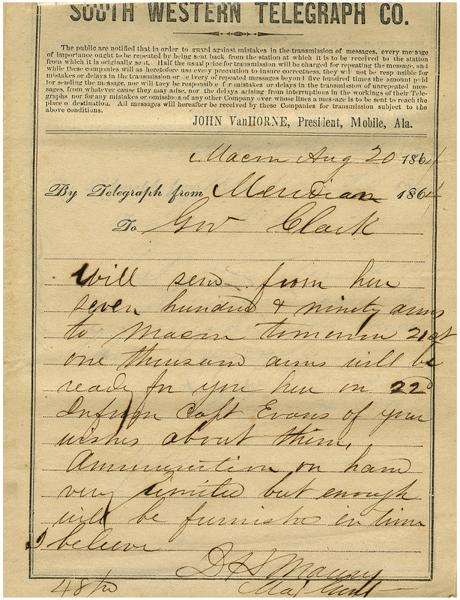 SOUTH WESTERN TELEGRAPH CO.
The public are notified that in order to guard against mistakes in the transmission of messages, every message
of importance ought to be repeated by being sent back from the station at which it is to be received to the station
from which it is originally sent. Half the usual price for transmission will be charged for repeating the message, and
while these companies will as heretofore use every precaution to insure correctness, they will not be responsible for
mistakes or delays in the transmission or delivery of repeated messages beyond five hundred times the amount paid
for sending the message, nor will they be responsible for mistakes or delays in the transmission of unrepeated messages,
from whatever cause they may arise, nor the delays arising from interruptions in the workings of their Telegraphs
nor for any mistakes or omissions of any other Company over whose lines a message is to be sent to reach the
place of destination. All messages will hereafter be received by these Companies for transmission subject to the
above conditions.
JOHN VanHORNE, President, Mobile, Ala.
Macon Aug 20 1864
By Telegraph from Meridian 1864
To Gov Clark
Will send from here
seven hundred & ninety arms
to Macon tomorrow 21st
one thousand arms will be
ready for you here on 22d
Inform Capt Evans of your
wishes about them,
Ammunition on hand
very limited but enough
will be furnished in time
I believe
D H Maury
Maj Genl
48